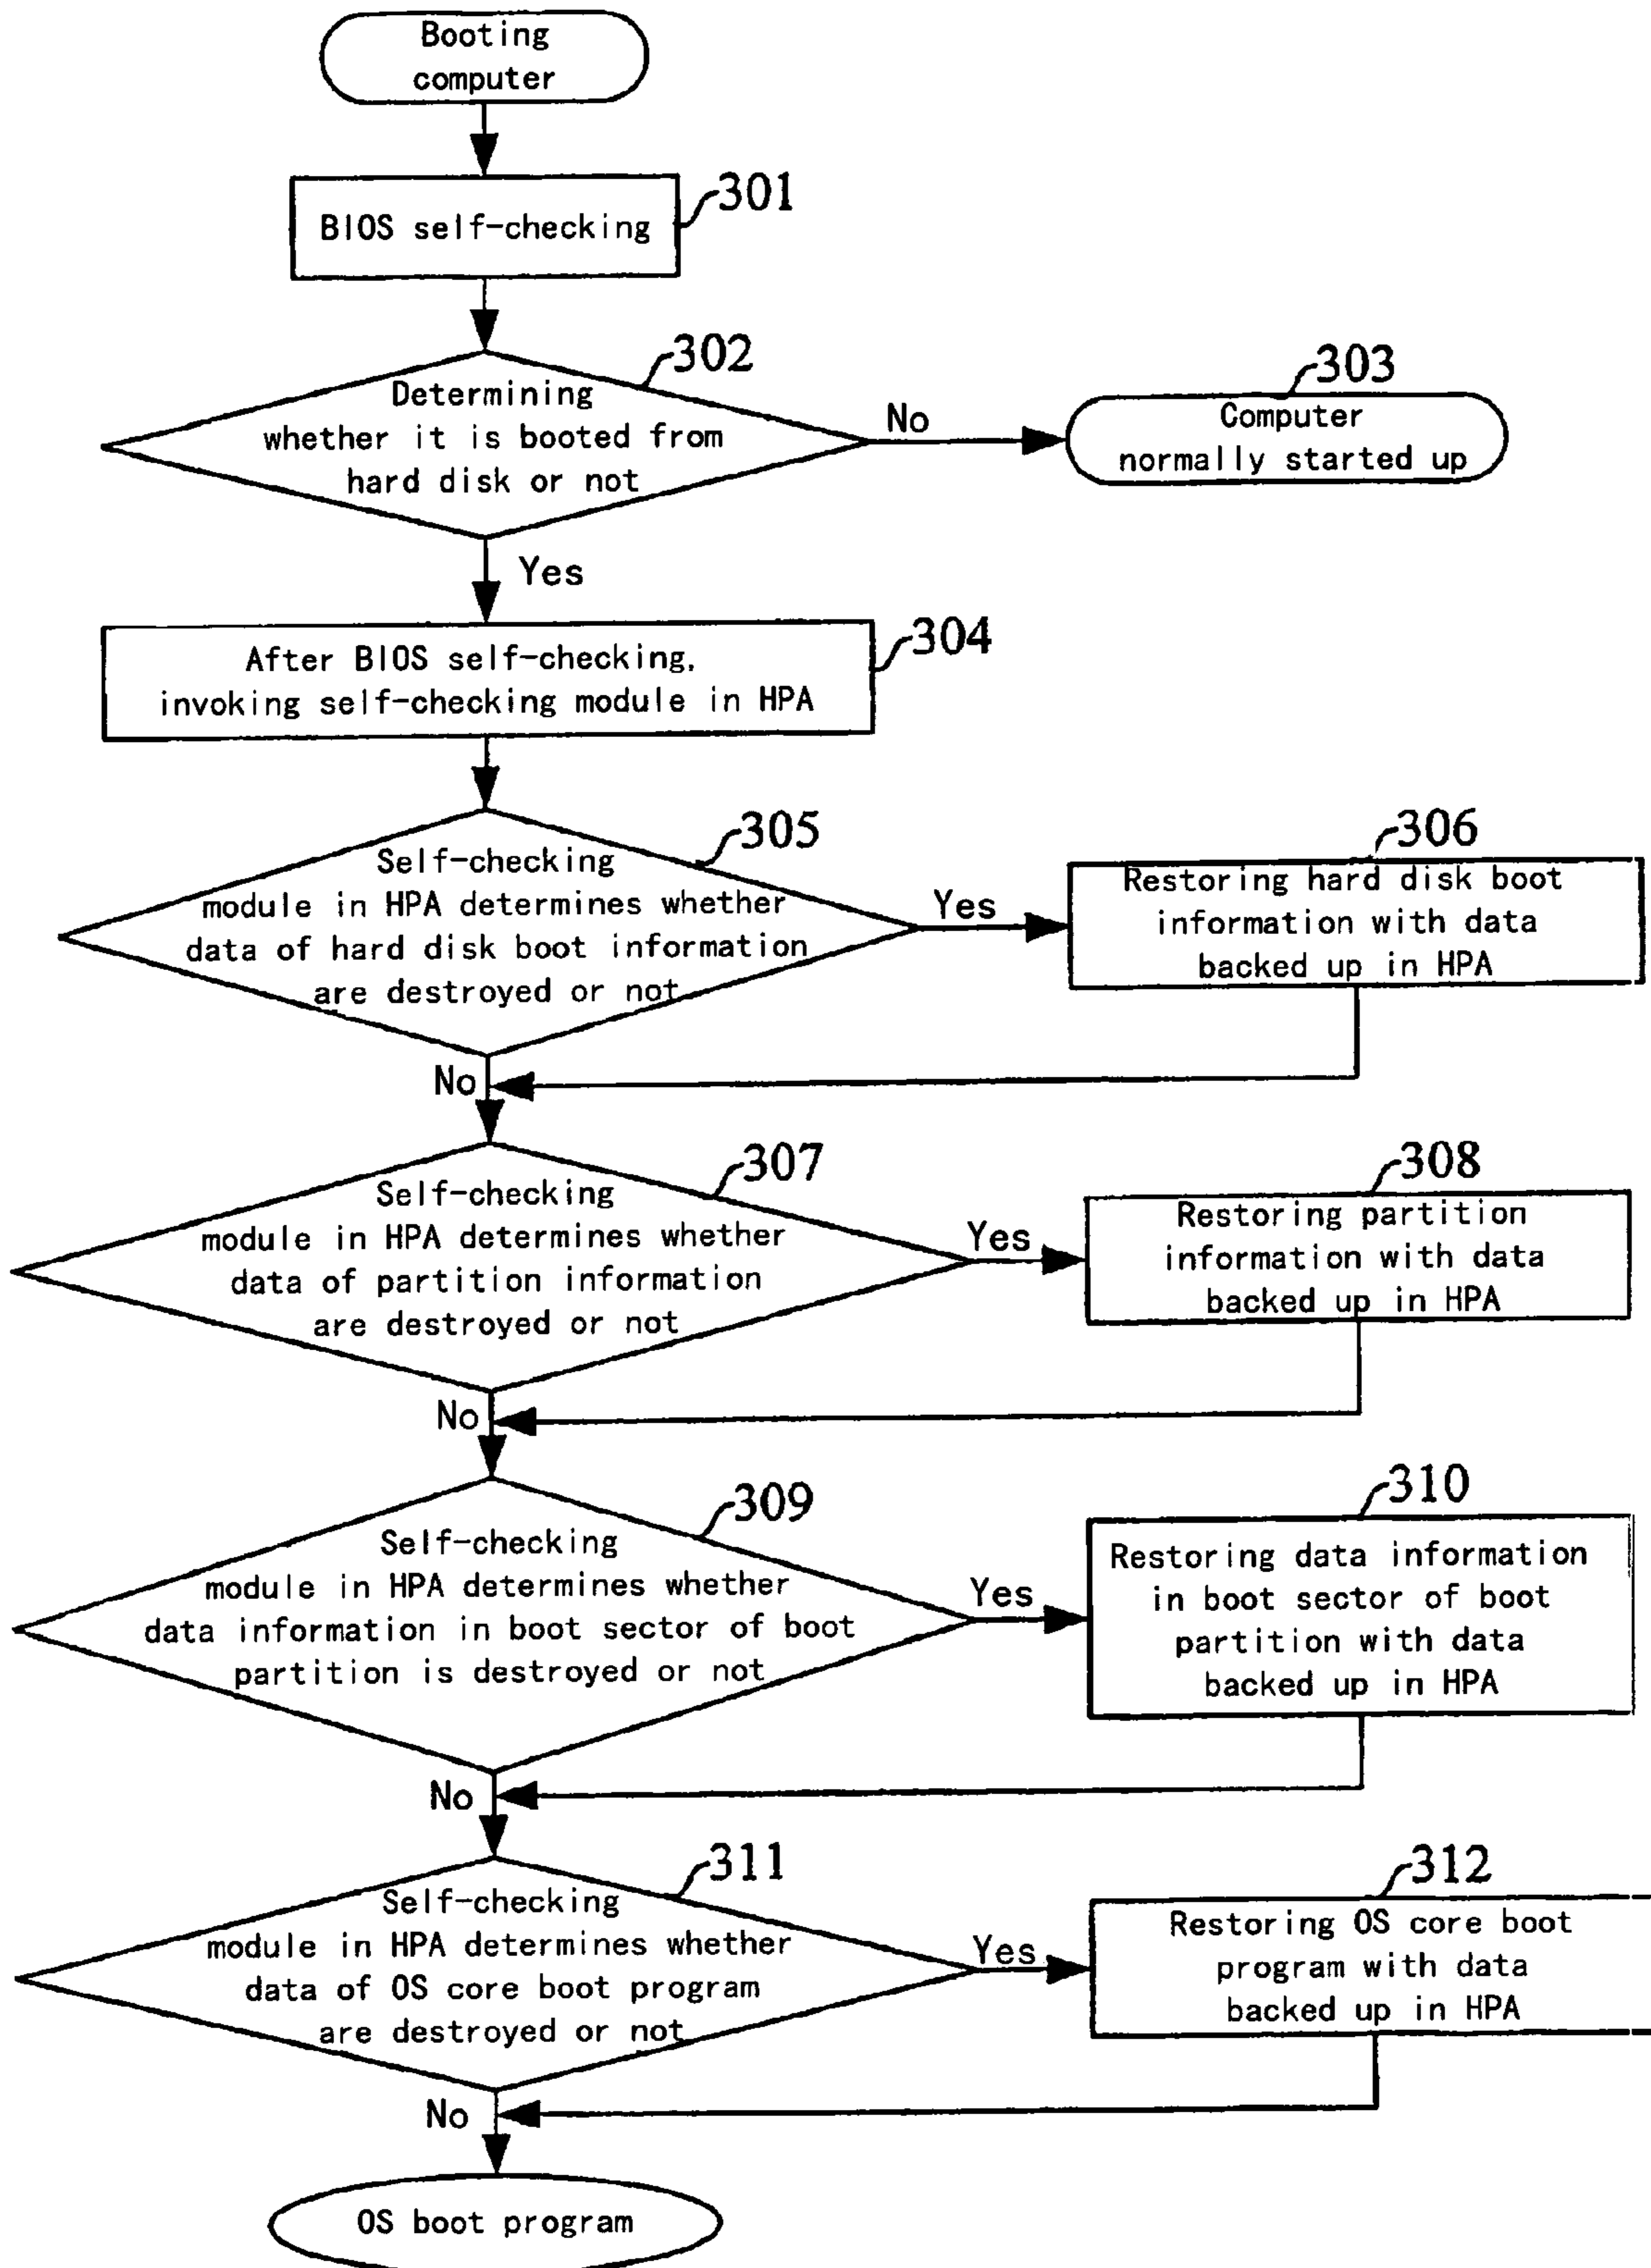 Booting
computer
301
BIOS self-checking
302
Determining
whether it is booted from
hard disk or not
No
303
Computer
normally started up
Yes
304
After BIOS self-checking,
invoking self-checking module in HPA
305
Self-checking
module in HPA determines whether
data of hard disk boot information
are destroyed or not
Yes
306
Restoring hard disk boot
information with data
backed up in HPA
No
307
Self-checking
module in HPA determines whether
data of partition information
are destroyed or not
Yes
308
Restoring partition
information with data
backed up in HPA
No
309
Self-checking
module in HPA determines whether
data information in boot sector of boot
partition is destroyed or not
Yes
310
Restoring data information
in boot sector of boot
partition with data
backed up in HPA
No
311
Self-checking
module in HPA determines whether
data of OS core boot program
are destroyed or not
Yes
312
Restoring OS core boot
program with data
backed up in HPA
No
OS boot program